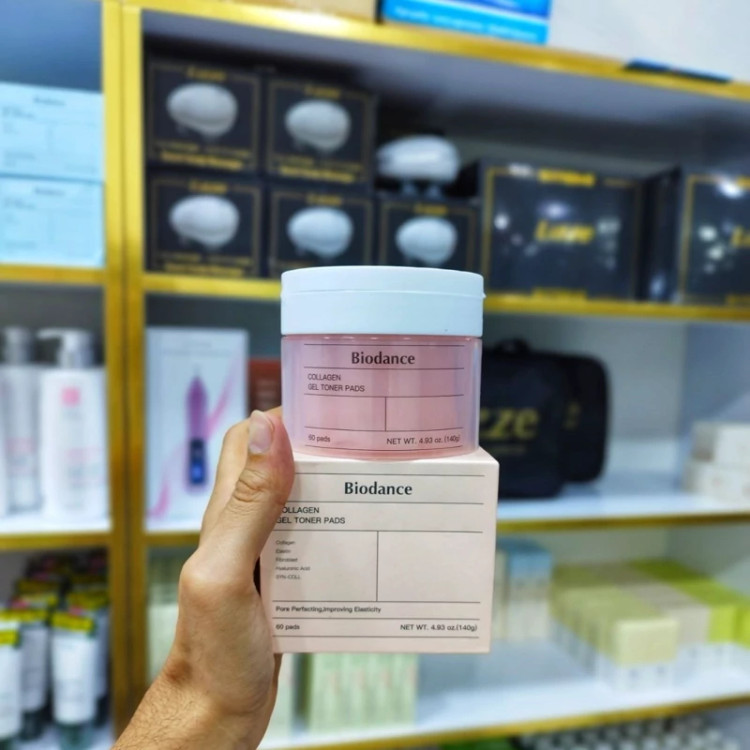 Biodance
COLLAGEN
GEL TONER PADS
60 pads
NET WT. 4.93 oz. (140g)
Biodance
COLLAGEN
GEL TONER PADS
Collagen
Elastin
Hyaluronic Acid
Pore Perfecting,Improving Elasticity
60 pads
NET WT. 4.93 oz.(140g)